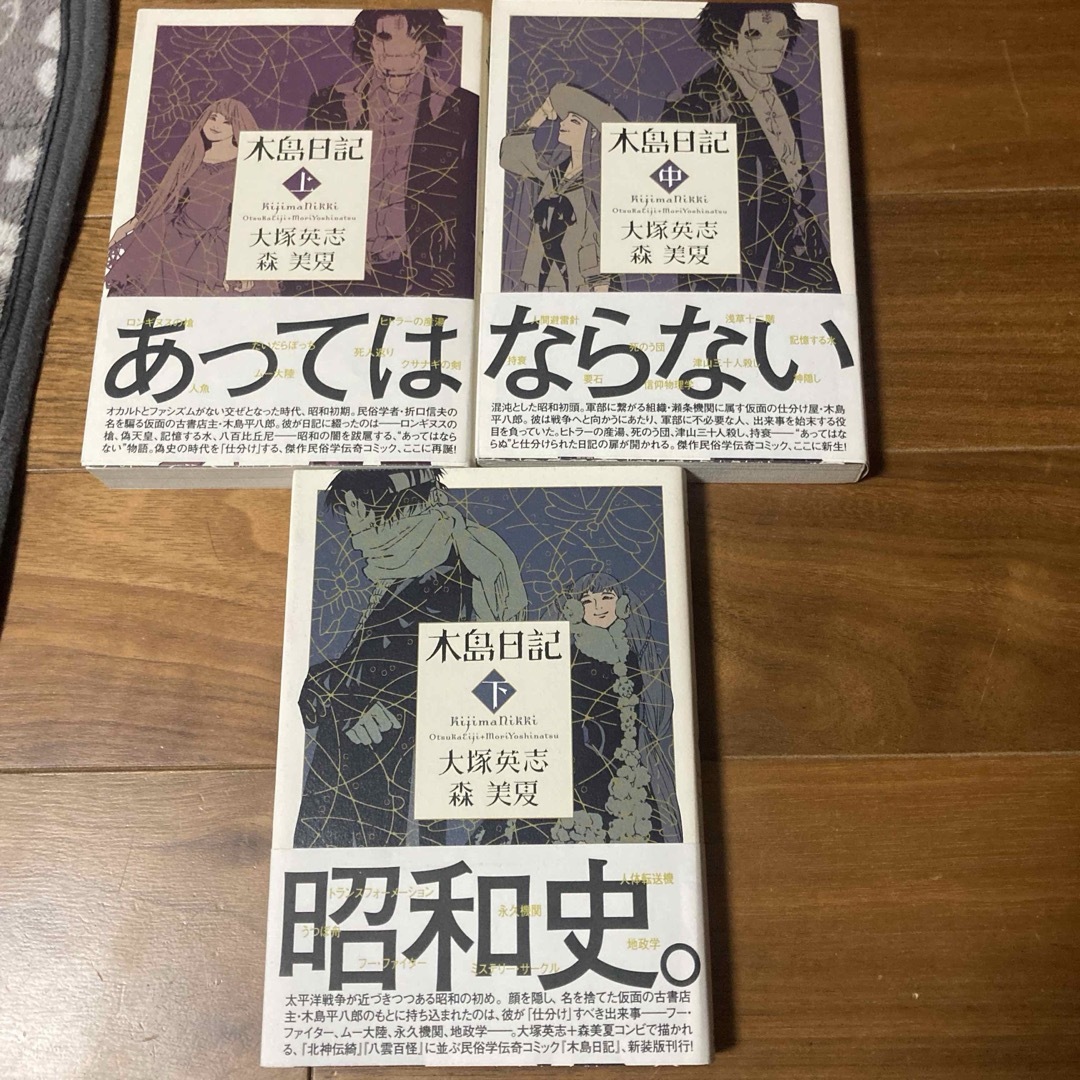 木島日記
上
KijimaNikki
OtsukaEiji+MoriYoshinatsu
大塚英志
森 美夏
あっては
ロンギヌスの槍
ヒトラーの産湯
だいだらぼっち
死人返り
クサナギの剣
人魚
ムー大陸
オカルトとファシズムがない交ぜとなった時代、昭和初期。民俗学者・折口信夫の
名を騙る仮面の古書店主・木島平八郎。彼が日記に綴ったのは――ロンギヌスの
槍、偽天皇、記憶する水、八百比丘尼――昭和の闇を跋扈する、“あってはなら
ない”物語。偽史の時代を「仕分け」する、傑作民俗学伝奇コミック、ここに再誕!
木島日記
中
KijimaNikki
OtsukaEiji+MoriYoshinatsu
大塚英志
森 美夏
ならない
人間避雷針
浅草十二階
死のう団
記憶する水
持衰
津山三十人殺し
要石
信仰物理学
神隠し
混沌とした昭和初頭。軍部に繋がる組織・瀬条機関に属す仮面の仕分け屋・木島
平八郎。彼は戦争へと向かうにあたり、軍部に不必要な人、出来事を始末する役
目を負っていた。ヒトラーの産湯、死のう団、津山三十人殺し、持衰――“あってはなら
ぬ”と仕分けられた日記の扉が開かれる。傑作民俗学伝奇コミック、ここに新生!
木島日記
下
KijimaNikki
OtsukaEiji+MoriYoshinatsu
大塚英志
森 美夏
昭和史。
人体転送機
トランスフォーメーション
永久機関
うつぼ舟
地政学
フー・ファイター
ミステリー・サークル
太平洋戦争が近づきつつある昭和の初め。顔を隠し、名を捨てた仮面の古書店
主・木島平八郎のもとに持ち込まれたのは、彼が「仕分け」すべき出来事――フー・
ファイター、ムー大陸、永久機関、地政学――。大塚英志+森美夏コンビで描かれ
る、『北神伝綺』『八雲百怪』に並ぶ民俗学伝奇コミック『木島日記』、新装版刊行!